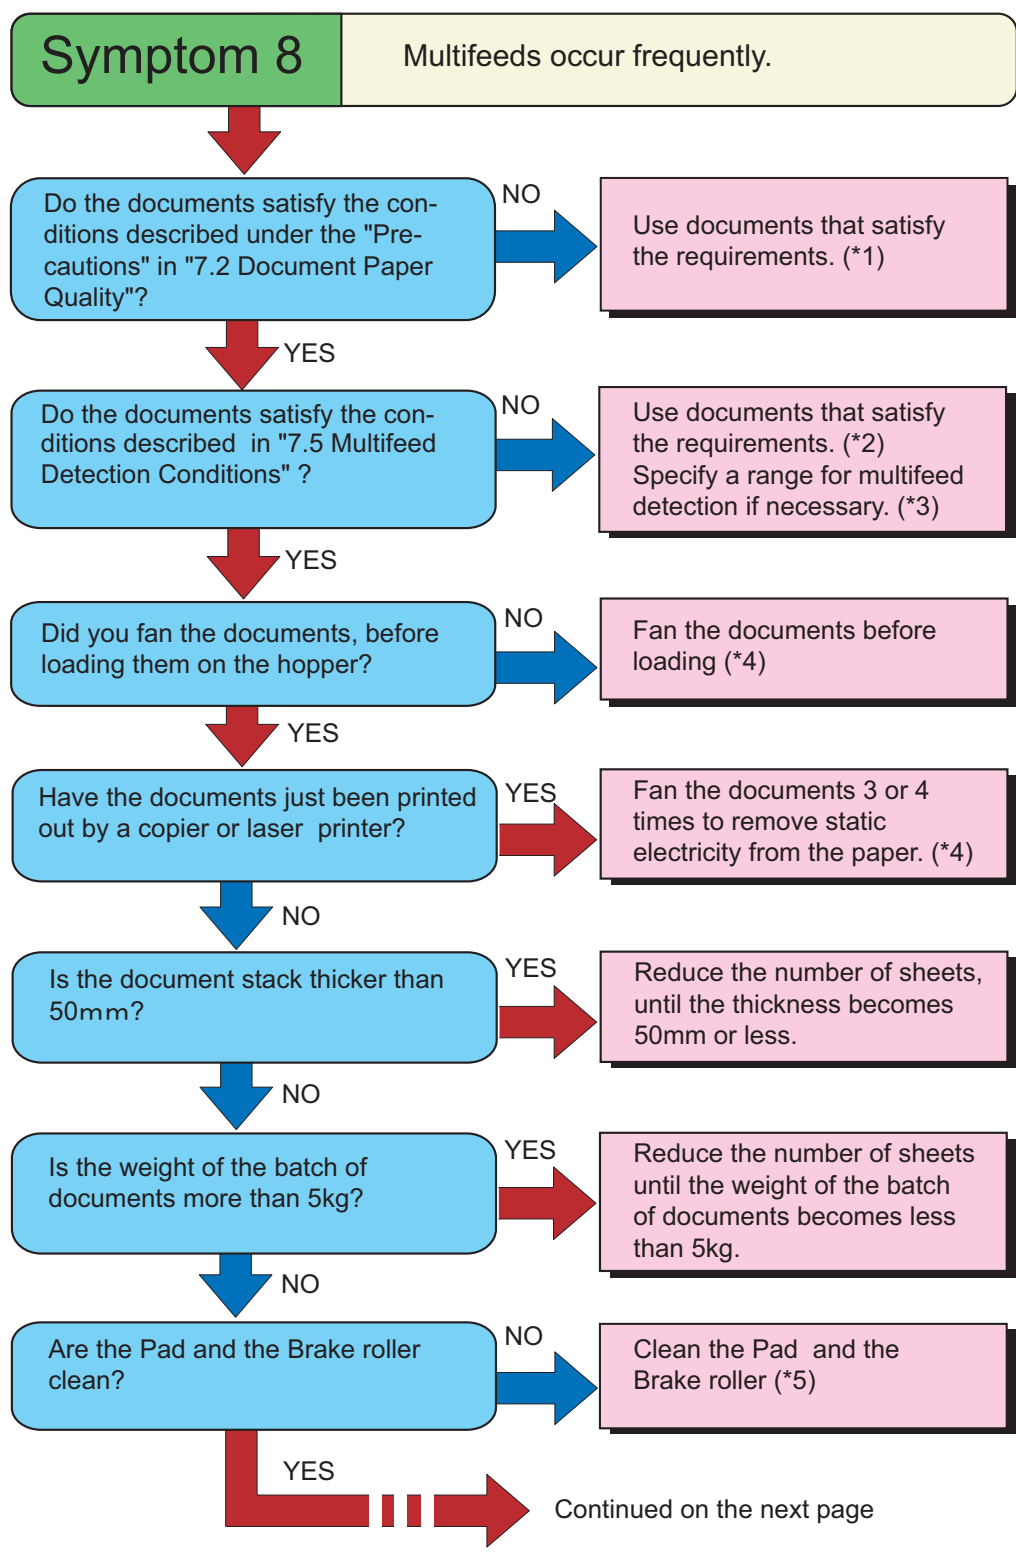 Symptom 8
Multifeeds occur frequently.
Do the documents satisfy the con-
ditions described under the "Pre-
cautions" in "7.2 Document Paper
Quality"?
NO
Use documents that satisfy
the requirements. (*1)
YES
Do the documents satisfy the con-
ditions described in "7.5 Multifeed
Detection Conditions" ?
NO
Use documents that satisfy
the requirements. (*2)
Specify a range for multifeed
detection if necessary. (*3)
YES
Did you fan the documents, before
loading them on the hopper?
NO
Fan the documents before
loading (*4)
YES
Have the documents just been printed
out by a copier or laser printer?
YES
Fan the documents 3 or 4
times to remove static
electricity from the paper. (*4)
NO
Is the document stack thicker than
50mm?
YES
Reduce the number of sheets,
until the thickness becomes
50mm or less.
NO
Is the weight of the batch of
documents more than 5kg?
YES
Reduce the number of sheets
until the weight of the batch
of documents becomes less
than 5kg.
NO
Are the Pad and the Brake roller
clean?
NO
Clean the Pad and the
Brake roller (*5)
YES
Continued on the next page